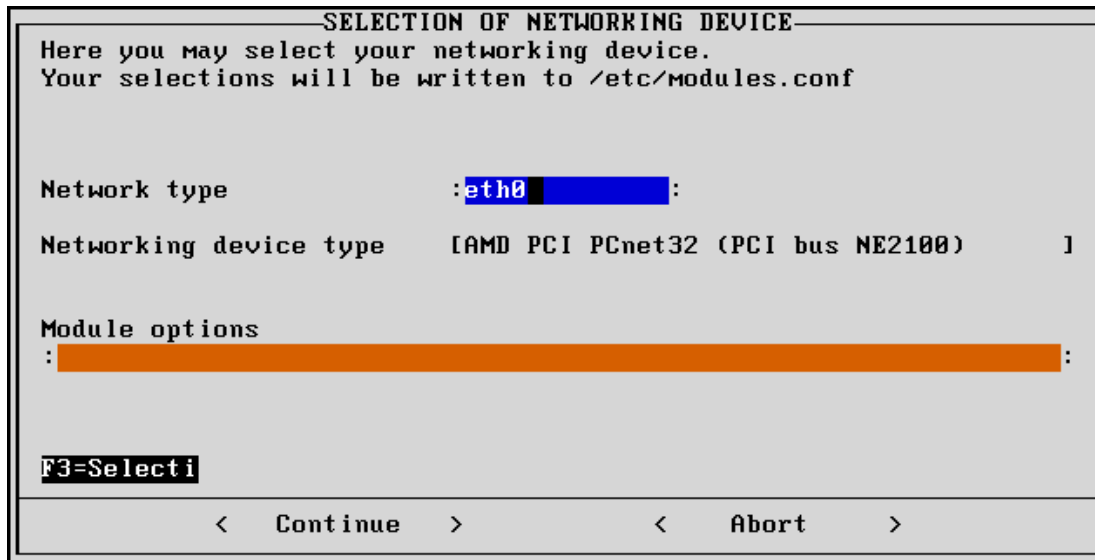 SELECTION OF NETWORKING DEVICE
Here you may select your networking device.
Your selections will be written to /etc/modules.conf
Network type :eth0 :
Networking device type [AMD PCI PCnet32 (PCI bus NE2100) ]
Module options
: :
F3=Selecti
< Continue > < Abort >